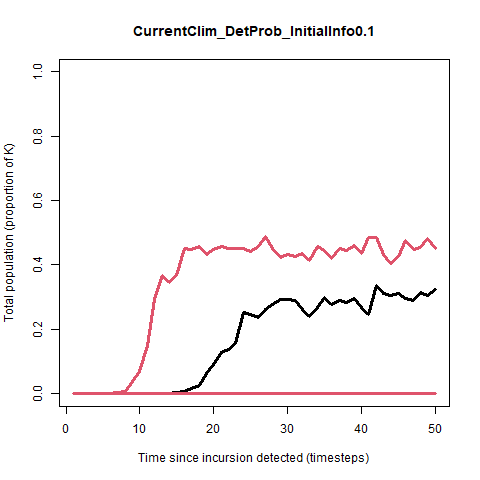 CurrentClim_DetProb_InitialInfo0.1
Total population (proportion of K)
1.0
0.8
0.6
0.4
0.2
0.0
0 10 20 30 40 50
Time since incursion detected (timesteps)